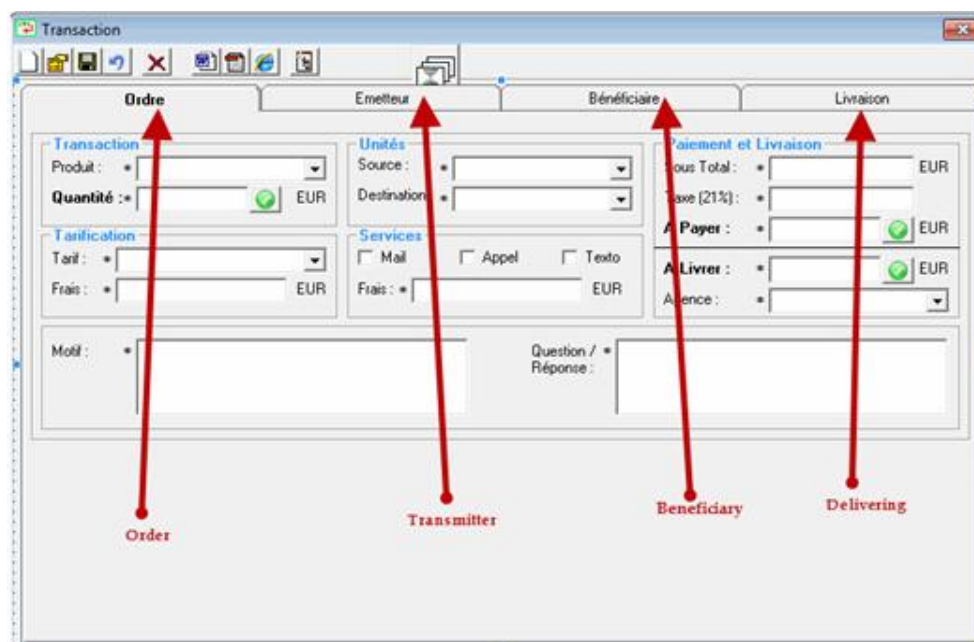 Transaction
Ordre Emetteur Bénéficiaire Livraison
Transaction
Produit : *
Quantité : * EUR
Unités
Source : *
Destination *
Paiement et Livraison
Sous Total : * EUR
Taxe (21%) : *
A Payer : * EUR
A Livrer : * EUR
Agence : *
Tarification
Tarif : *
Frais : * EUR
Services
Mail Appel Texto
Frais : * EUR
Motif : *
Question / *
Réponse :
Order
Transmitter
Beneficiary
Delivering